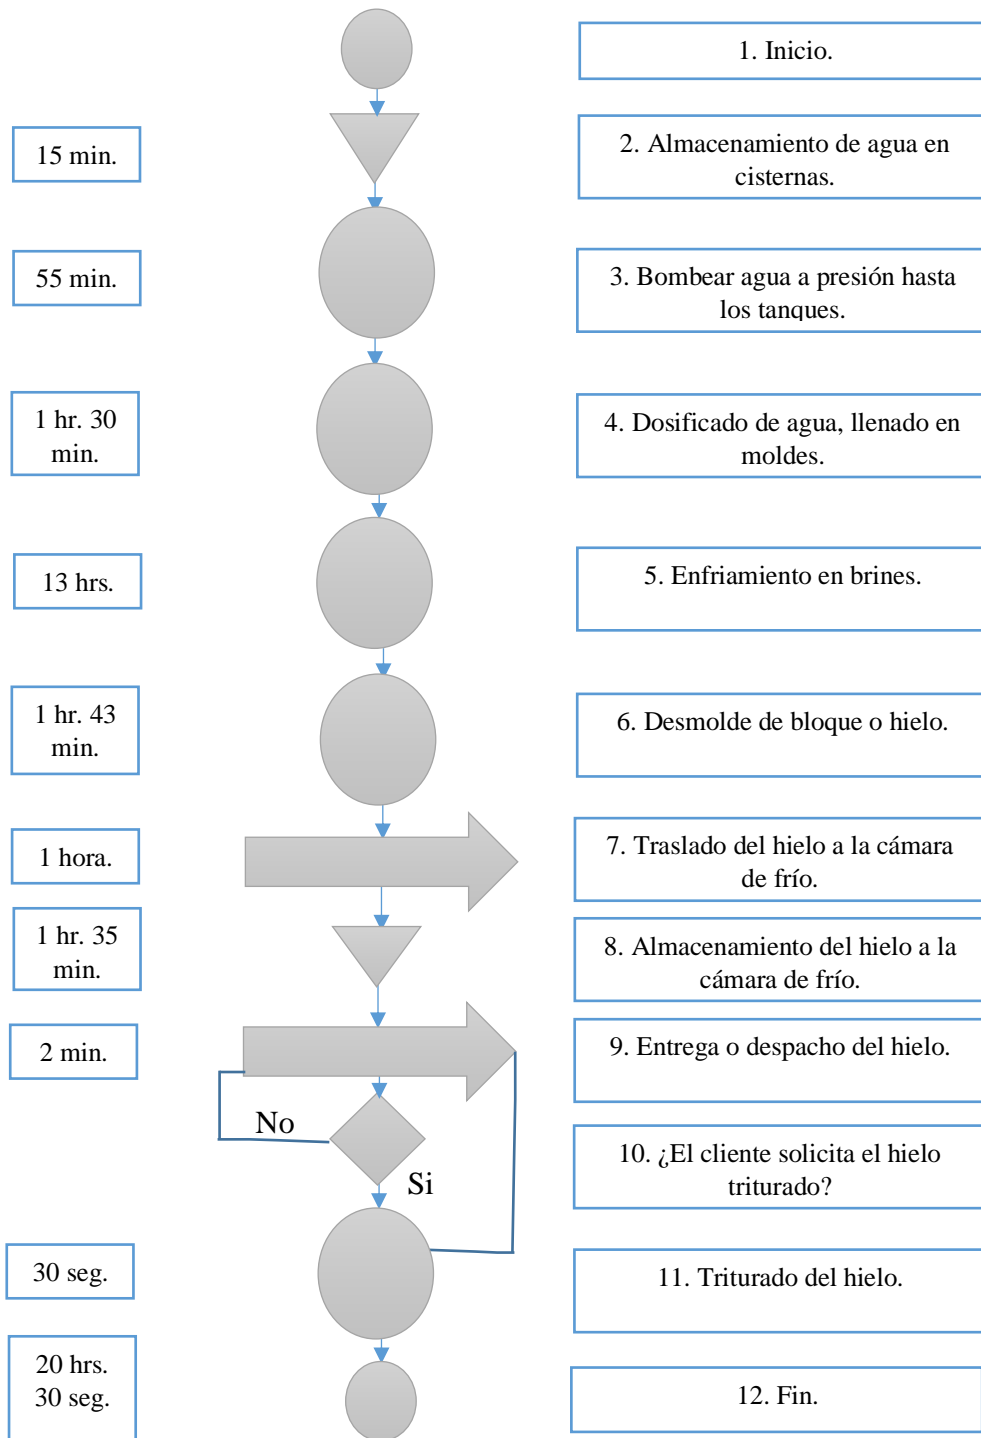 1. Inicio.
15 min.
2. Almacenamiento de agua en
cisternas.
55 min.
3. Bombear agua a presión hasta
los tanques.
1 hr. 30
min.
4. Dosificado de agua, llenado en
moldes.
13 hrs.
5. Enfriamiento en brines.
1 hr. 43
min.
6. Desmolde de bloque o hielo.
1 hora.
7. Traslado del hielo a la cámara
de frío.
1 hr. 35
min.
8. Almacenamiento del hielo a la
cámara de frío.
2 min.
9. Entrega o despacho del hielo.
No
10. ¿El cliente solicita el hielo
triturado?
Si
30 seg.
11. Triturado del hielo.
20 hrs.
30 seg.
12. Fin.